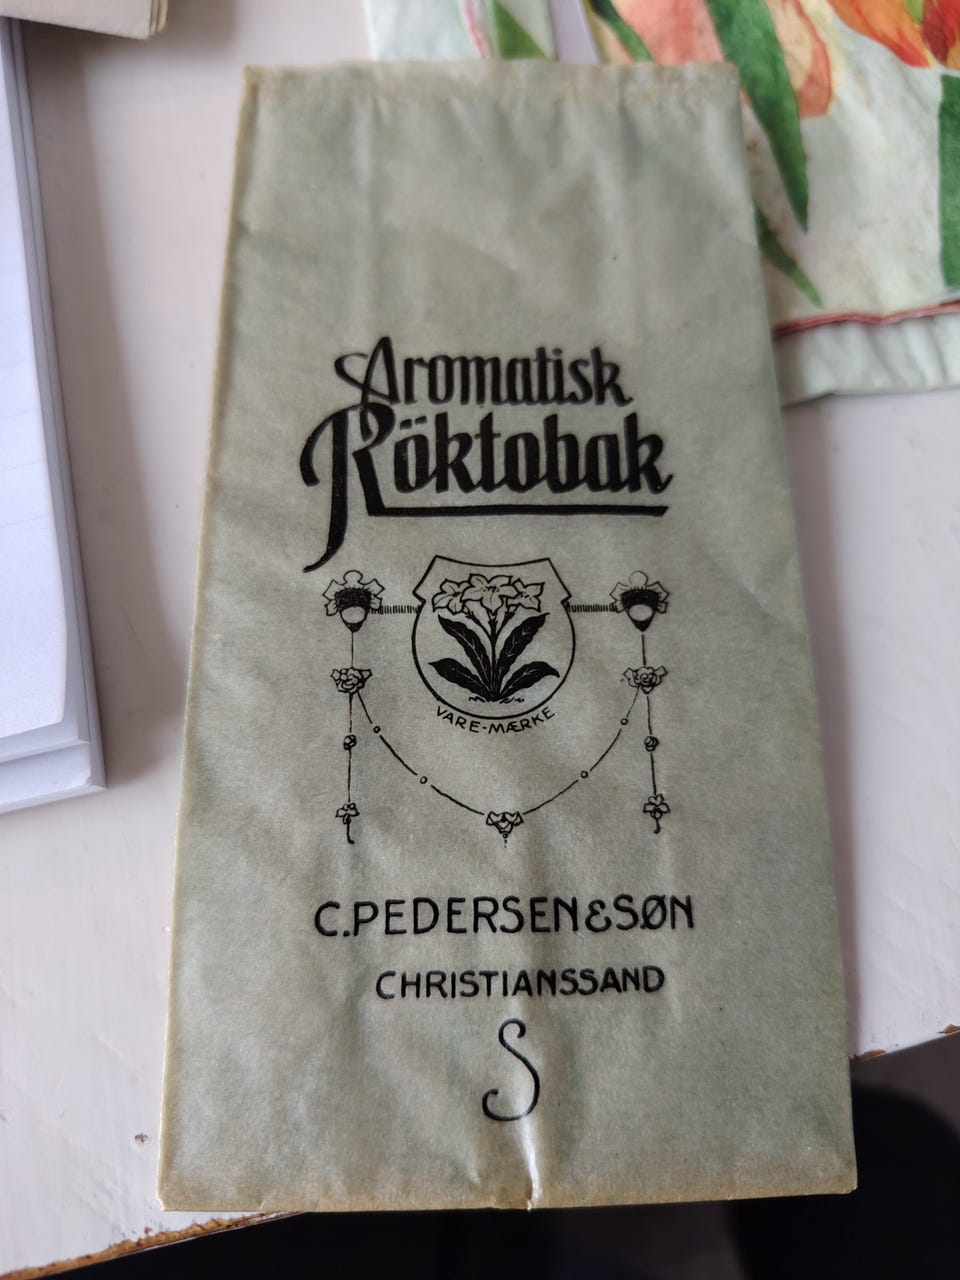 Aromatisk
Röktobak
VARE-MÆRKE
C. PEDERSEN & SØN
CHRISTIANSSAND
S